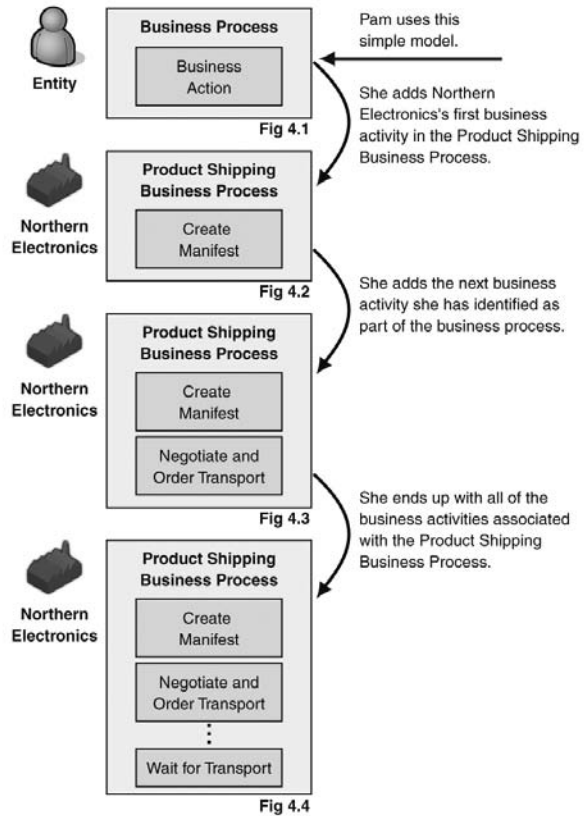 Business Process
Pam uses this
simple model.
Entity
Business
Action
Fig 4.1
She adds Northern
Electronics's first business
activity in the Product Shipping
Business Process.
Product Shipping
Business Process
Northern
Electronics
Create
Manifest
Fig 4.2
She adds the next business
activity she has identified as
part of the business process.
Product Shipping
Business Process
Northern
Electronics
Create
Manifest
Negotiate and
Order Transport
Fig 4.3
She ends up with all of the
business activities associated
with the Product Shipping
Business Process.
Product Shipping
Business Process
Northern
Electronics
Create
Manifest
Negotiate and
Order Transport
Wait for Transport
Fig 4.4